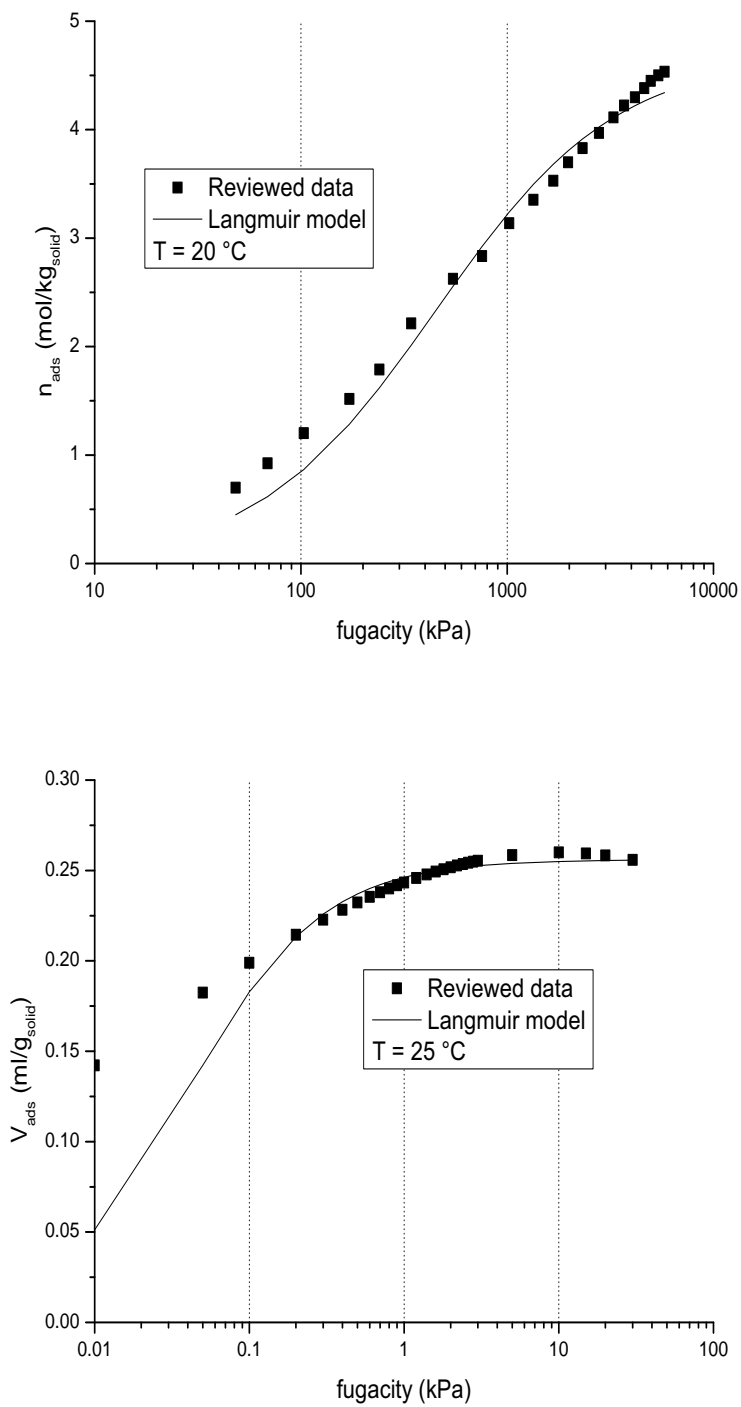 5
4
3
2
1
0
n_ads (mol/kg_solid)
Reviewed data
Langmuir model
T = 20 °C
10
100
1000
10000
fugacity (kPa)
0.30
0.25
0.20
0.15
0.10
0.05
0.00
V_ads (ml/g_solid)
Reviewed data
Langmuir model
T = 25 °C
0.01
0.1
1
10
100
fugacity (kPa)